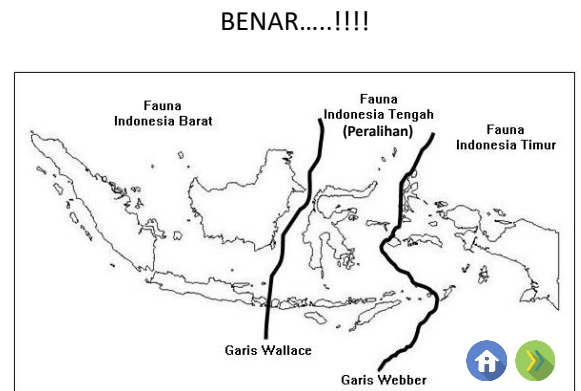 BENAR.....!!!!
Fauna
Indonesia Barat
Fauna
Indonesia Tengah
(Peralihan)
Fauna
Indonesia Timur
Garis Wallace
Garis Webber